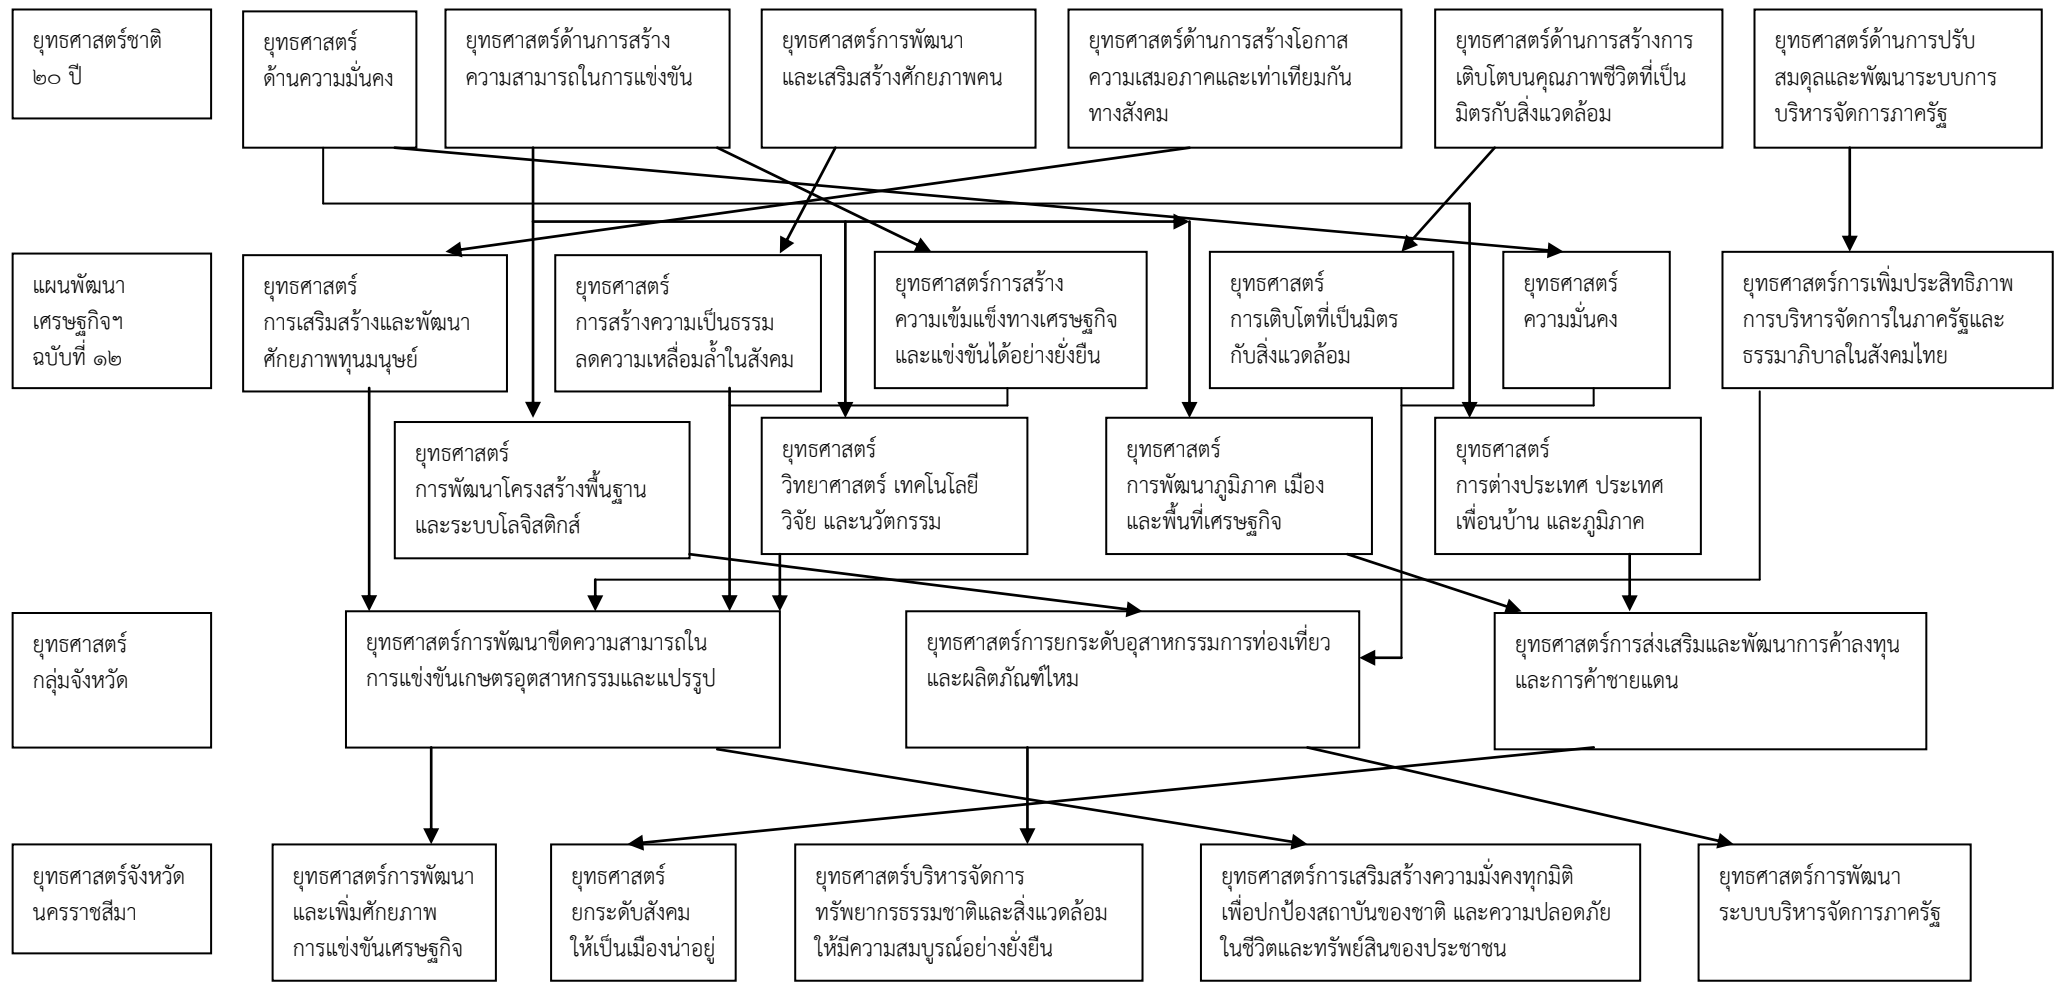 ยุทธศาสตร์ชาติ
๒๐ ปี
ยุทธศาสตร์
ด้านความมั่นคง
ยุทธศาสตร์ด้านการสร้าง
ความสามารถในการแข่งขัน
ยุทธศาสตร์การพัฒนา
และเสริมสร้างศักยภาพคน
ยุทธศาสตร์ด้านการสร้างโอกาส
ความเสมอภาคและเท่าเทียมกัน
ทางสังคม
ยุทธศาสตร์ด้านการสร้างการ
เติบโตบนคุณภาพชีวิตที่เป็น
มิตรกับสิ่งแวดล้อม
ยุทธศาสตร์ด้านการปรับ
สมดุลและพัฒนาระบบการ
บริหารจัดการภาครัฐ
แผนพัฒนา
เศรษฐกิจฯ
ฉบับที่ ๑๒
ยุทธศาสตร์
การเสริมสร้างและพัฒนา
ศักยภาพทุนมนุษย์
ยุทธศาสตร์
การสร้างความเป็นธรรม
ลดความเหลื่อมล้ำในสังคม
ยุทธศาสตร์การสร้าง
ความเข้มแข็งทางเศรษฐกิจ
และแข่งขันได้อย่างยั่งยืน
ยุทธศาสตร์
การเติบโตที่เป็นมิตร
กับสิ่งแวดล้อม
ยุทธศาสตร์
ความมั่นคง
ยุทธศาสตร์การเพิ่มประสิทธิภาพ
การบริหารจัดการในภาครัฐและ
ธรรมาภิบาลในสังคมไทย
ยุทธศาสตร์
การพัฒนาโครงสร้างพื้นฐาน
และระบบโลจิสติกส์
ยุทธศาสตร์
วิทยาศาสตร์ เทคโนโลยี
วิจัย และนวัตกรรม
ยุทธศาสตร์
การพัฒนาภูมิภาค เมือง
และพื้นที่เศรษฐกิจ
ยุทธศาสตร์
การต่างประเทศ ประเทศ
เพื่อนบ้าน และภูมิภาค
ยุทธศาสตร์
กลุ่มจังหวัด
ยุทธศาสตร์การพัฒนาขีดความสามารถใน
การแข่งขันเกษตรอุตสาหกรรมและแปรรูป
ยุทธศาสตร์การยกระดับอุสาหกรรมการท่องเที่ยว
และผลิตภัณฑ์ไหม
ยุทธศาสตร์การส่งเสริมและพัฒนาการค้าลงทุน
และการค้าชายแดน
ยุทธศาสตร์จังหวัด
นครราชสีมา
ยุทธศาสตร์การพัฒนา
และเพิ่มศักยภาพ
การแข่งขันเศรษฐกิจ
ยุทธศาสตร์
ยกระดับสังคม
ให้เป็นเมืองน่าอยู่
ยุทธศาสตร์บริหารจัดการ
ทรัพยากรธรรมชาติและสิ่งแวดล้อม
ให้มีความสมบูรณ์อย่างยั่งยืน
ยุทธศาสตร์การเสริมสร้างความมั่งคงทุกมิติ
เพื่อปกป้องสถาบันของชาติ และความปลอดภัย
ในชีวิตและทรัพย์สินของประชาชน
ยุทธศาสตร์การพัฒนา
ระบบบริหารจัดการภาครัฐ